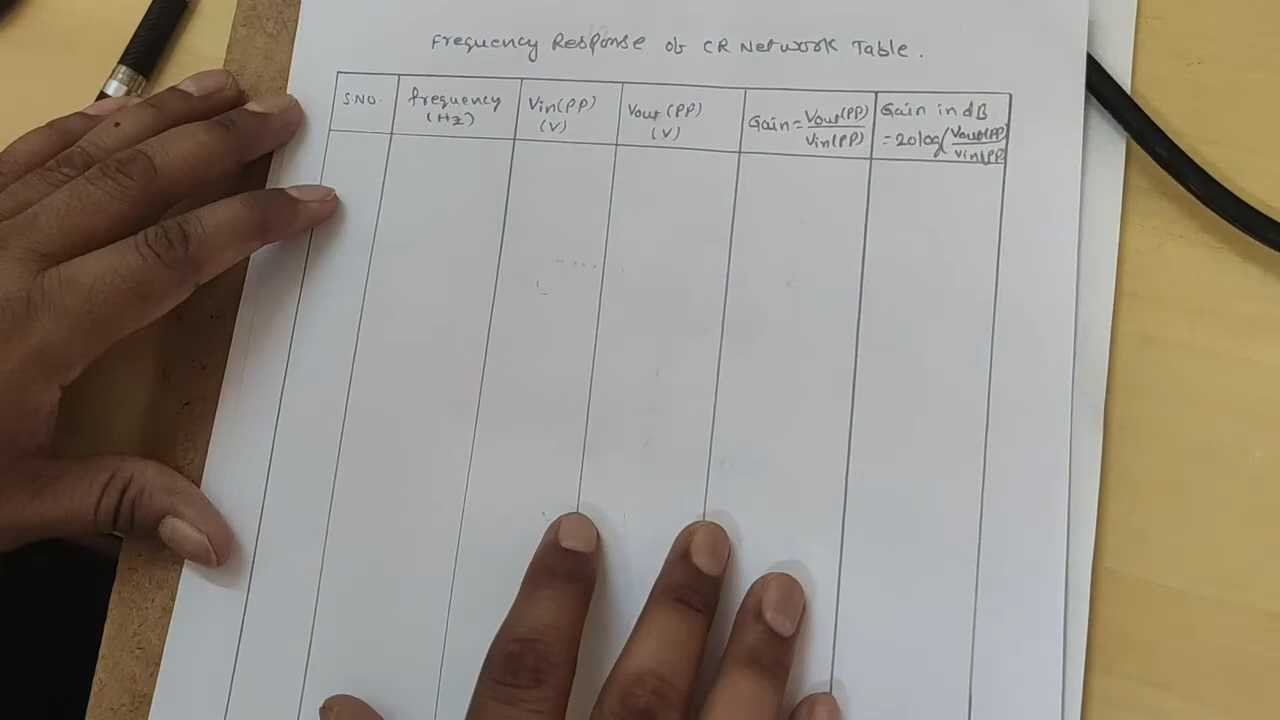 Frequency Response of CR Network Table.
S.NO.
frequency
(Hz)
Vin(PP)
(V)
Vout (PP)
(V)
Gain = Vout(PP)
Vin(PP)
Gain in dB
= 20log(Vout(PP)
Vin(PP)